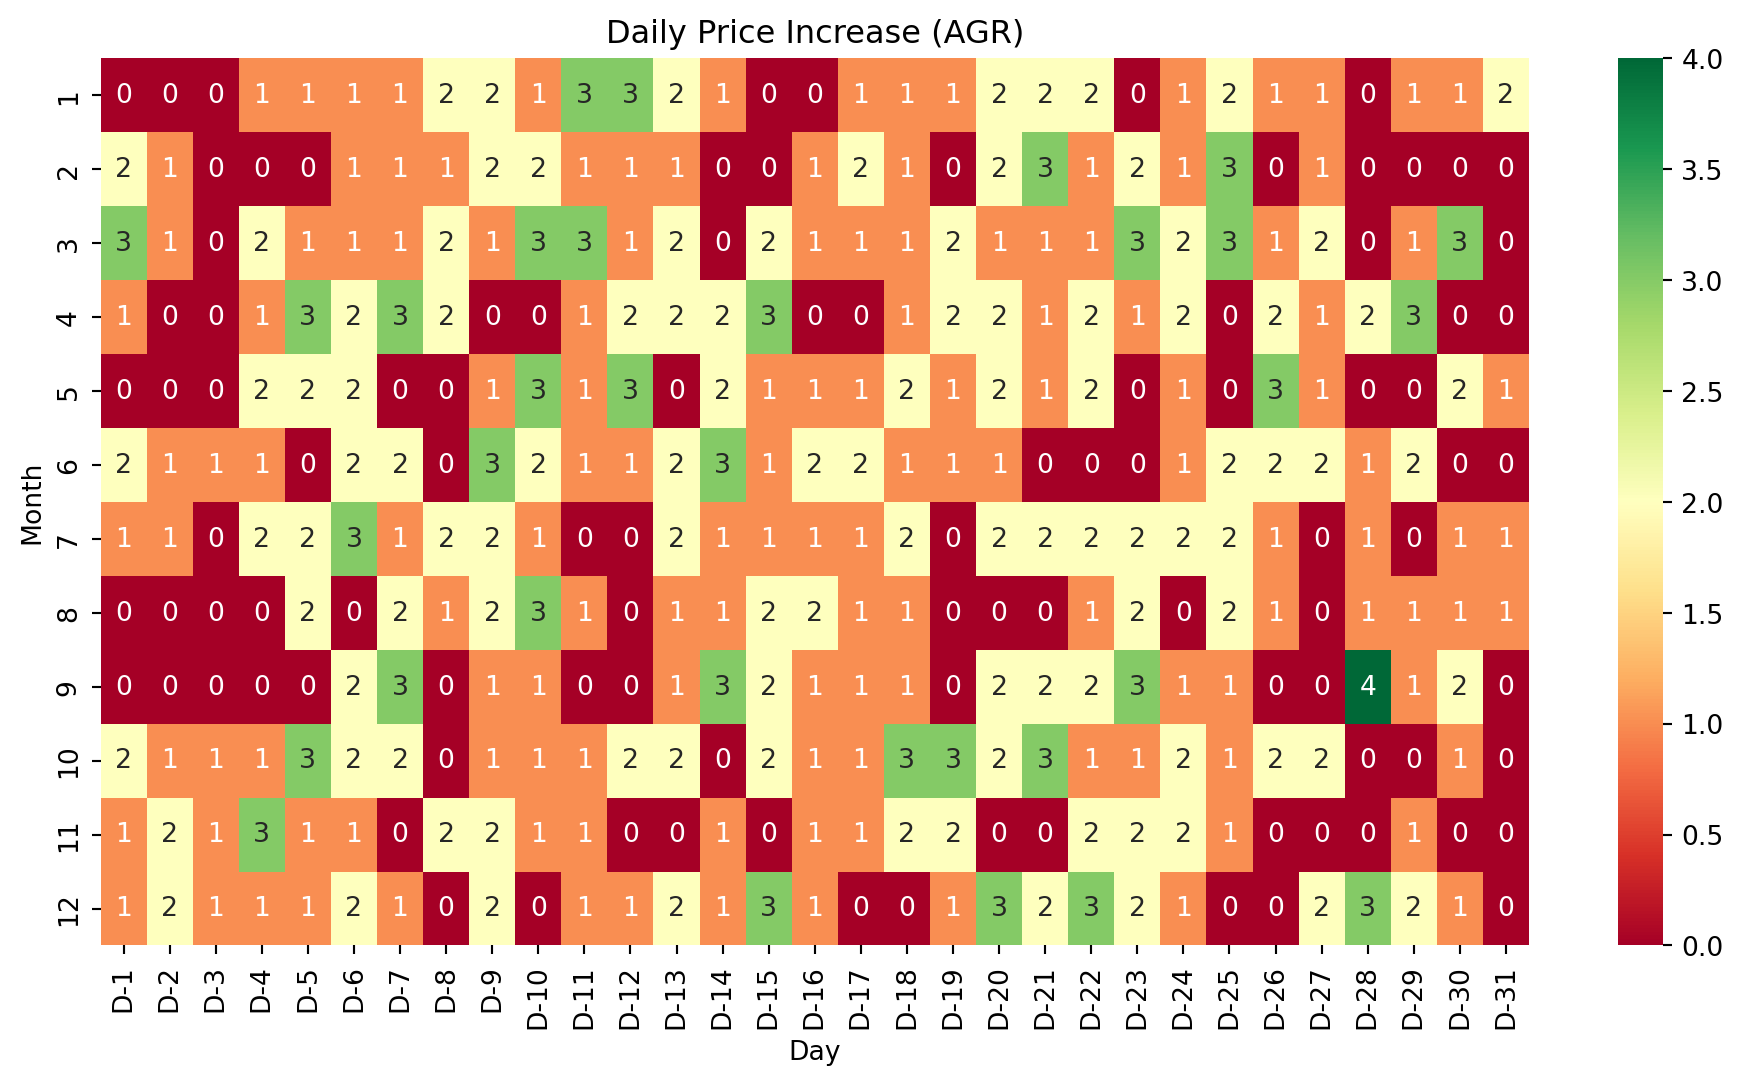 Daily Price Increase (AGR)
1 0 0 0 1 1 1 1 2 2 1 3 3 2 1 0 0 1 1 1 2 2 2 0 1 2 1 1 0 1 1 2
2 2 1 0 0 0 1 1 1 2 2 1 1 1 0 0 1 2 1 0 2 3 1 2 1 3 0 1 0 0 0 0
3 3 1 0 2 1 1 1 2 1 3 3 1 2 0 2 1 1 1 2 1 1 1 3 2 3 1 2 0 1 3 0
4 1 0 0 1 3 2 3 2 0 0 1 2 2 2 3 0 0 1 2 2 1 2 1 2 0 2 1 2 3 0 0
5 0 0 0 2 2 2 0 0 1 3 1 3 0 2 1 1 1 2 1 2 1 2 0 1 0 3 1 0 0 2 1
6 2 1 1 1 0 2 2 0 3 2 1 1 2 3 1 2 2 1 1 1 0 0 0 1 2 2 2 1 2 0 0
7 1 1 0 2 2 3 1 2 2 1 0 0 2 1 1 1 1 2 0 2 2 2 2 2 2 1 0 1 0 1 1
8 0 0 0 0 2 0 2 1 2 3 1 0 1 1 2 2 1 1 0 0 0 1 2 0 2 1 0 1 1 1 1
9 0 0 0 0 0 2 3 0 1 1 0 0 1 3 2 1 1 1 0 2 2 2 3 1 1 0 0 4 1 2 0
10 2 1 1 1 3 2 2 0 1 1 1 2 2 0 2 1 1 3 3 2 3 1 1 2 1 2 2 0 0 1 0
11 1 2 1 3 1 1 0 2 2 1 1 0 0 1 0 1 1 2 2 0 0 2 2 2 1 0 0 0 1 0 0
12 1 2 1 1 1 2 1 0 2 0 1 1 2 1 3 1 0 0 1 3 2 3 2 1 0 0 2 3 2 1 0
Month
D-1 D-2 D-3 D-4 D-5 D-6 D-7 D-8 D-9 D-10 D-11 D-12 D-13 D-14 D-15 D-16 D-17 D-18 D-19 D-20 D-21 D-22 D-23 D-24 D-25 D-26 D-27 D-28 D-29 D-30 D-31
Day
4.0
3.5
3.0
2.5
2.0
1.5
1.0
0.5
0.0